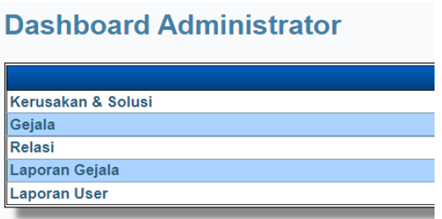 Dashboard Administrator
Kerusakan & Solusi
Gejala
Relasi
Laporan Gejala
Laporan User